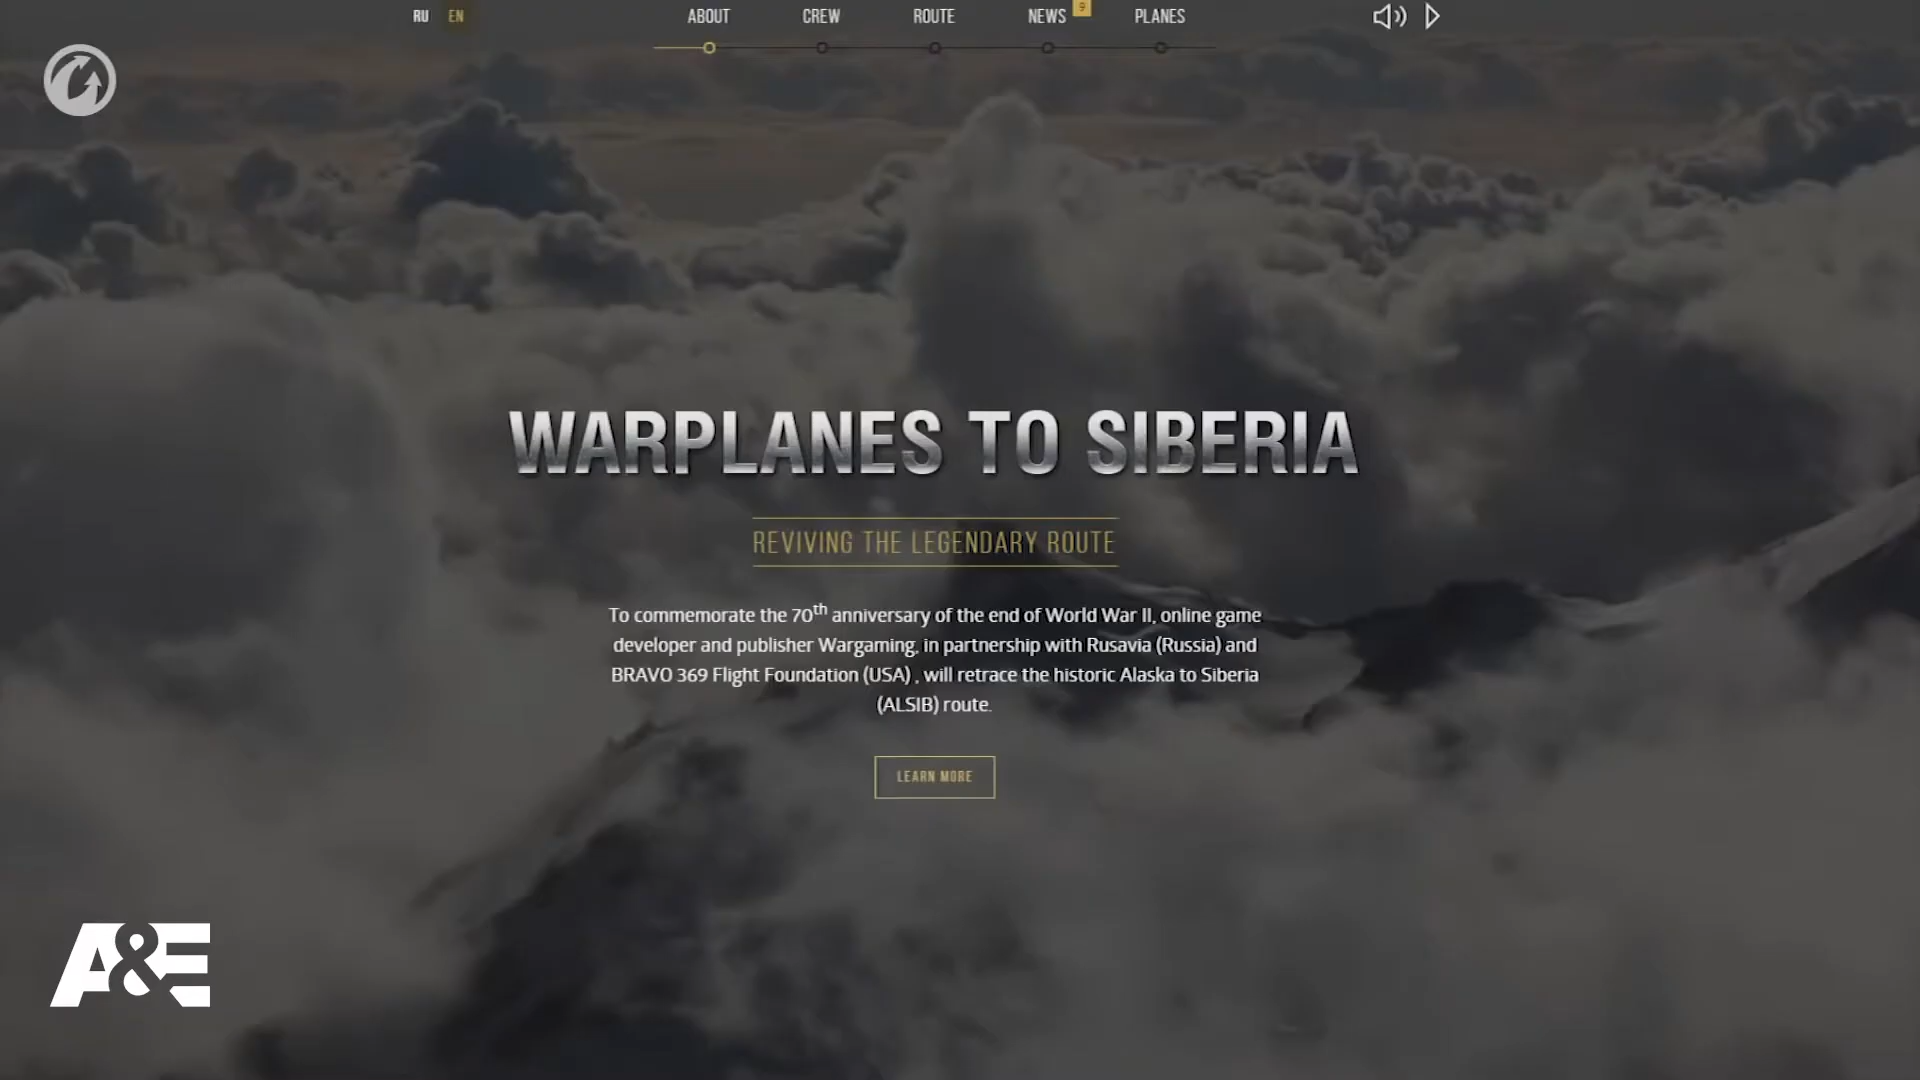 RU EN ABOUT CREW ROUTE NEWS 9 PLANES
WARPLANES TO SIBERIA
REVIVING THE LEGENDARY ROUTE
To commemorate the 70th anniversary of the end of World War II, online game
developer and publisher Wargaming, in partnership with Rusavia (Russia) and
BRAVO 369 Flight Foundation (USA) , will retrace the historic Alaska to Siberia
(ALSIB) route.
LEARN MORE
A&E